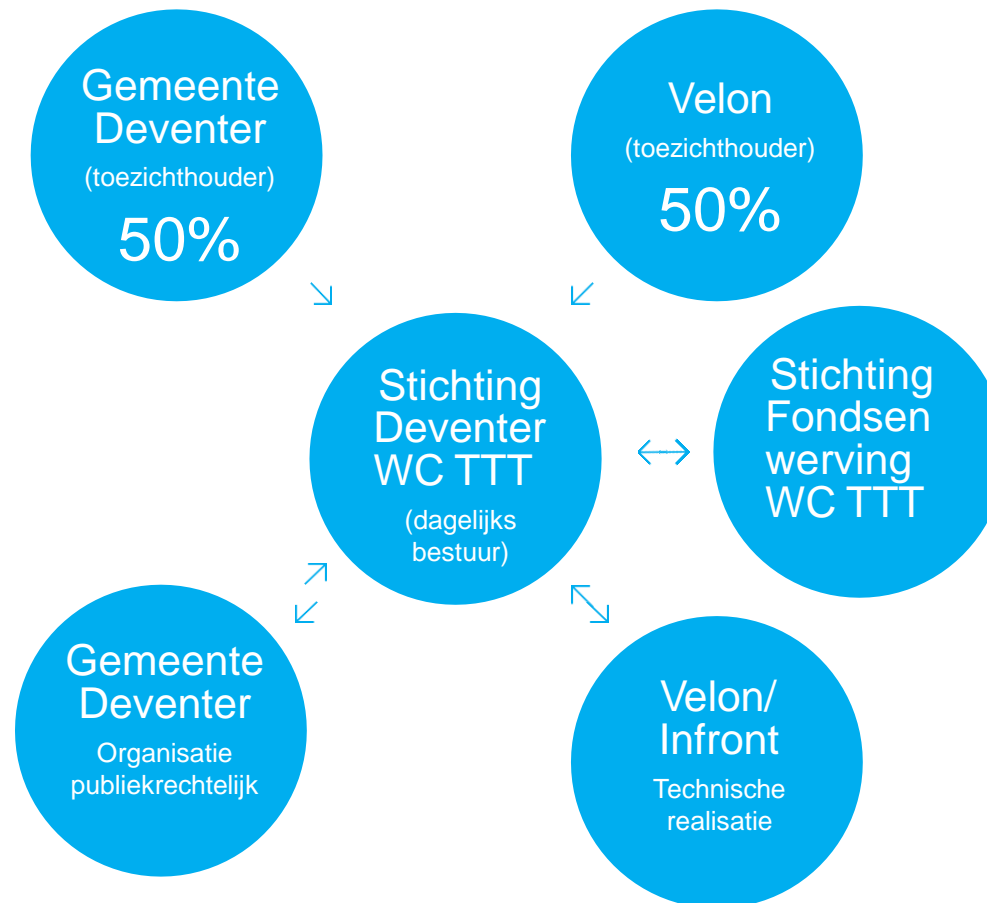 Gemeente
Deventer
(toezichthouder)
50%
Velon
(toezichthouder)
50%
Stichting
Deventer
WC TTT
(dagelijks
bestuur)
Stichting
Fondsen
werving
WC TTT
Gemeente
Deventer
Organisatie
publiekrechtelijk
Velon/
Infront
Technische
realisatie